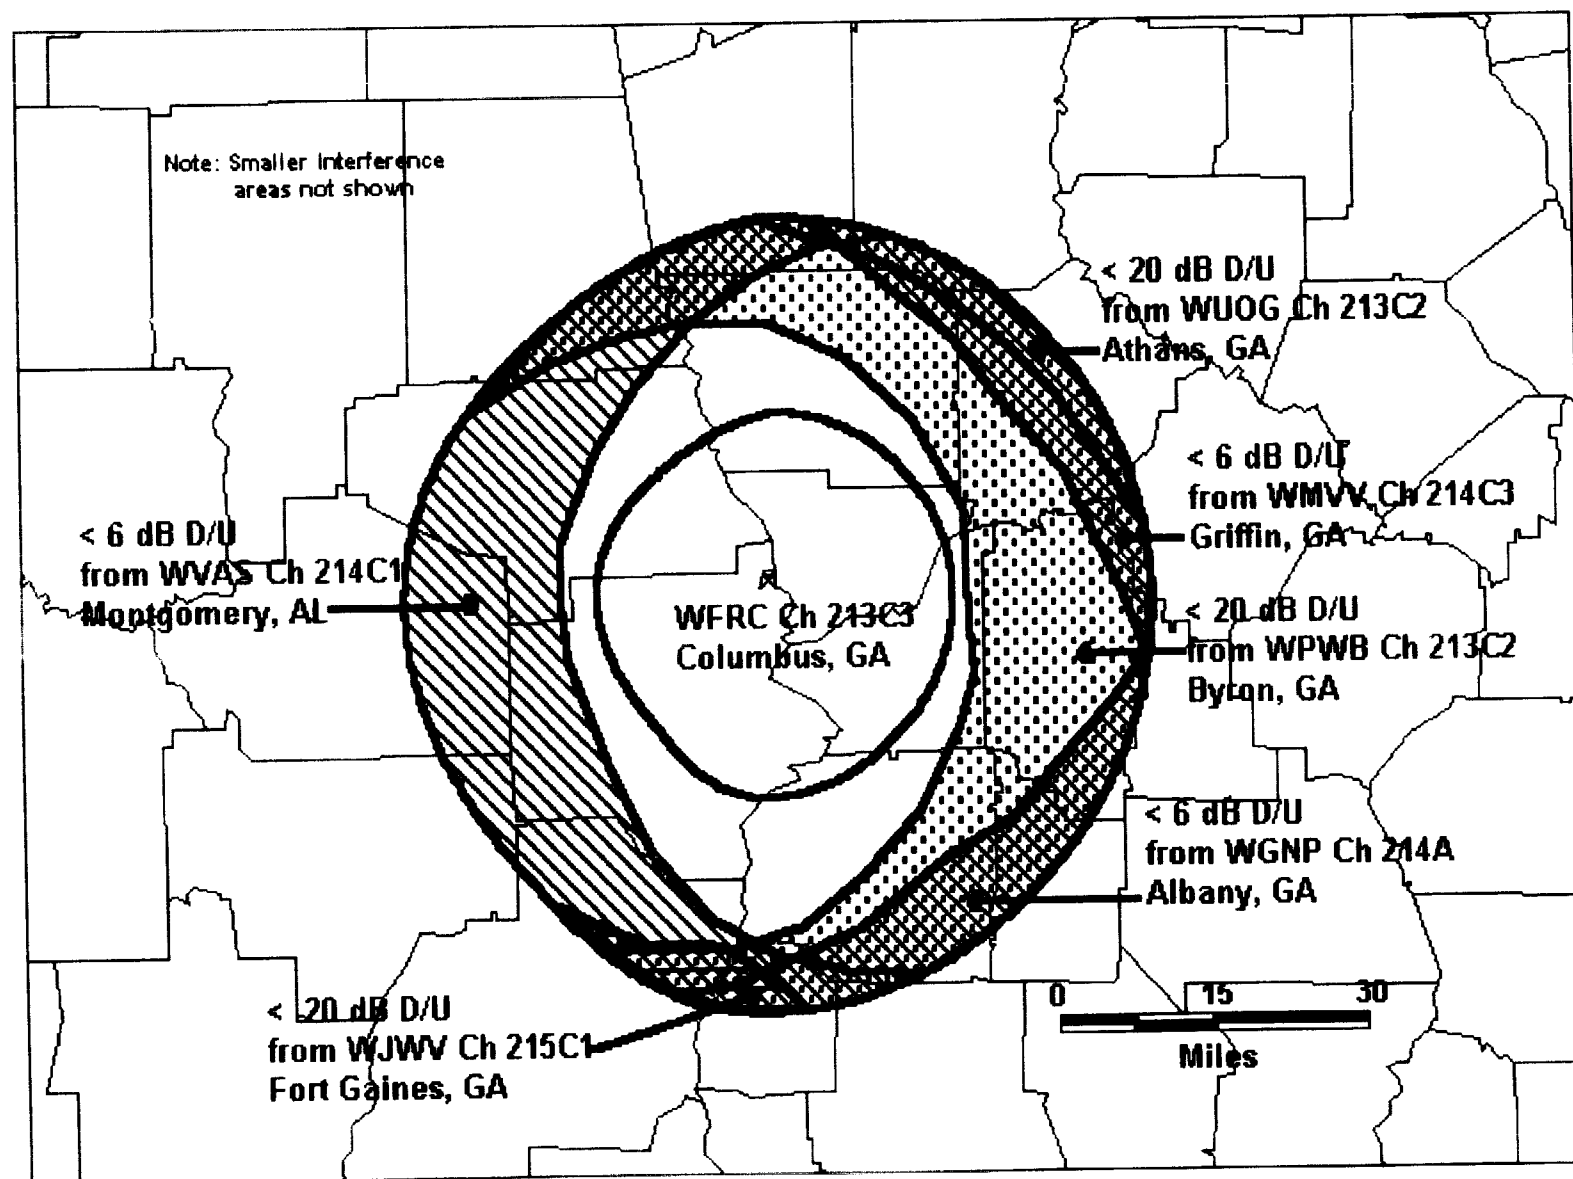 Note: Smaller Interference
areas not shown
< 20 dB D/U
from WUOG Ch 213C2
Athans, GA
< 6 dB D/U
from WMVV Ch 214C3
Griffin, GA
< 6 dB D/U
from WVAS Ch 214C1
Montgomery, AL
WFRC Ch 213C3
Columbus, GA
< 20 dB D/U
from WPWB Ch 213C2
Byron, GA
< 6 dB D/U
from WGNP Ch 214A
Albany, GA
< -20 dB D/U
from WJWV Ch 215C1
Fort Gaines, GA
0 15 30
Miles